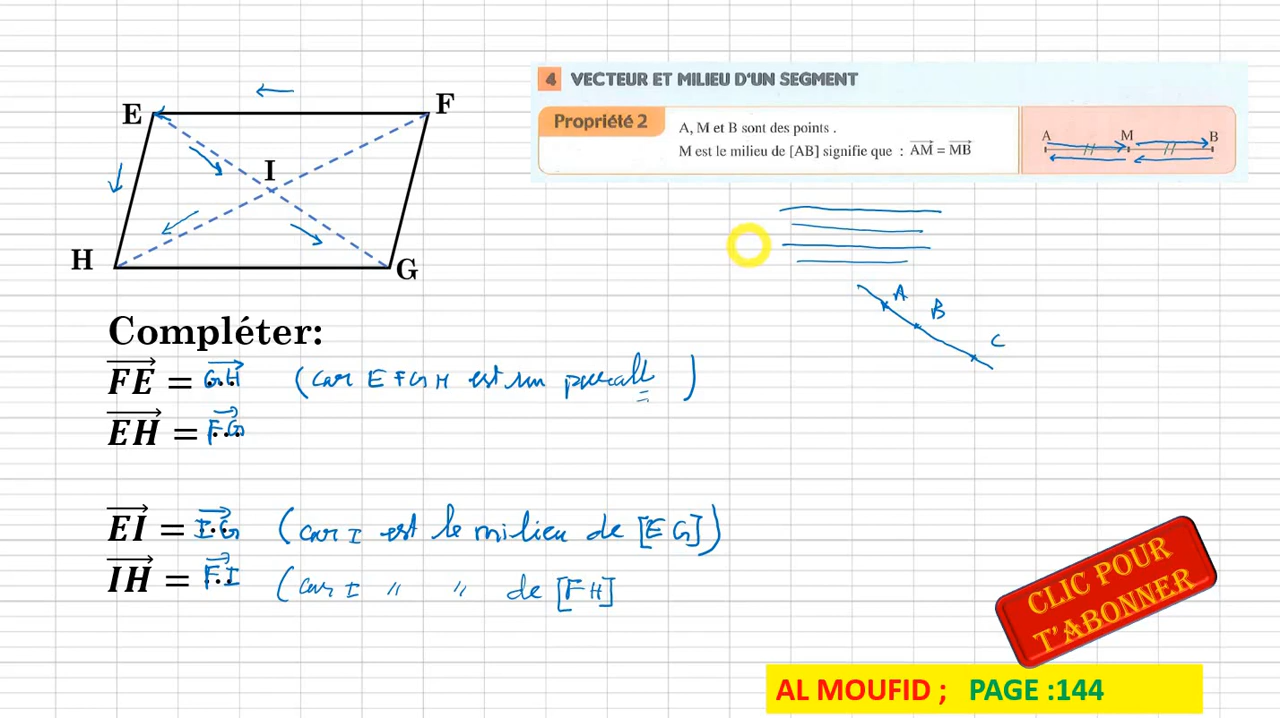 E
F
I
H
G
4 VECTEUR ET MILIEU D'UN SEGMENT
Propriété 2
A, M et B sont des points .
M est le milieu de [AB] signifie que : AM = MB
A M B
A
B
C
Compléter:
FE = GH (car EFGH est un parall )
EH = FG
EI = IG (car I est le milieu de [EG])
IH = FI (car I " " de [FH]
CLIC POUR
T'ABONNER
AL MOUFID ; PAGE :144